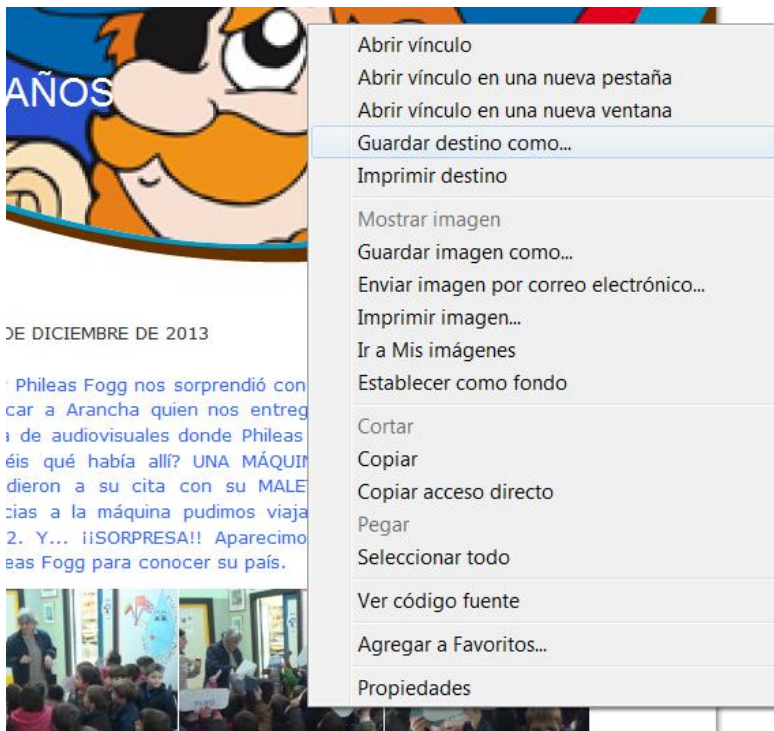 AÑOS
DE DICIEMBRE DE 2013
Phileas Fogg nos sorprendió con
car a Arancha quien nos entreg
a de audiovisuales donde Phileas
éis qué había allí? UNA MÁQUIN
dieron a su cita con su MALE
cias a la máquina pudimos viaja
2. Y... ¡¡SORPRESA!! Aparecimo
eas Fogg para conocer su país.
Abrir vínculo
Abrir vínculo en una nueva pestaña
Abrir vínculo en una nueva ventana
Guardar destino como...
Imprimir destino
Mostrar imagen
Guardar imagen como...
Enviar imagen por correo electrónico...
Imprimir imagen...
Ir a Mis imágenes
Establecer como fondo
Cortar
Copiar
Copiar acceso directo
Pegar
Seleccionar todo
Ver código fuente
Agregar a Favoritos...
Propiedades